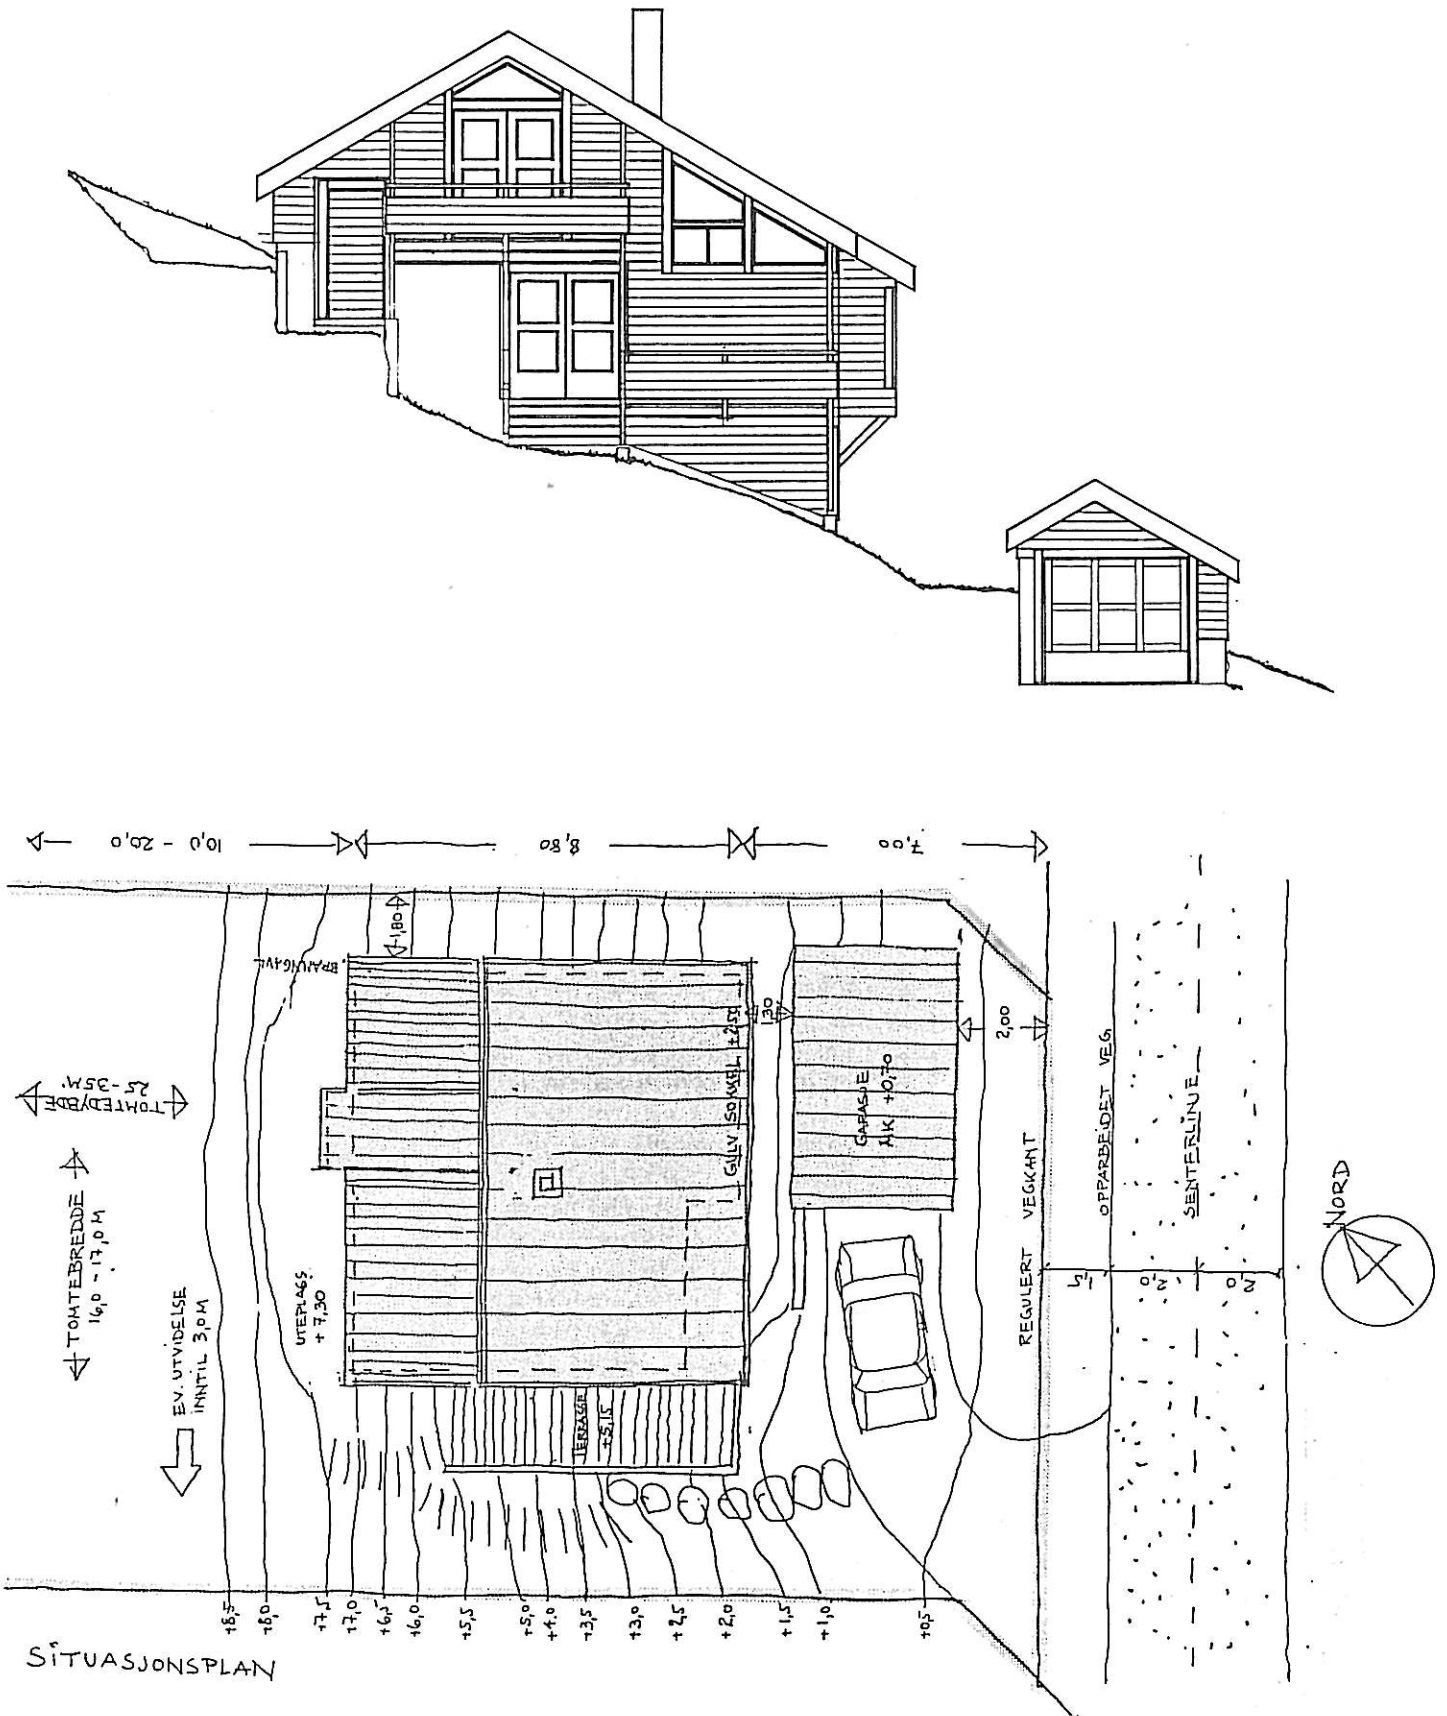 10,0 - 20,0
8,80
7,00
1,80
BRANNGAVL.
GULV SOKKEL +2,50
1,30
GARASJE
MK +0,70
2,00
REGULERT VEGKANT
OPPARBEIDET VEG
SENTERLINJE
1,5
2,0
2,0
NORD
TOMTEDYBDE
25-35M.
TOMTEBREDDE
16,0 - 17,0 M
EV. UTVIDELSE
INNTIL 3,0M
UTEPLASS
+ 7,30
TERRASSE
+5,15
+8,5
+8,0
+7,5
+7,0
+6,5
+6,0
+5,5
+5,0
+4,0
+3,5
+3,0
+2,5
+2,0
+1,5
+1,0
+0,5
SITUASJONSPLAN